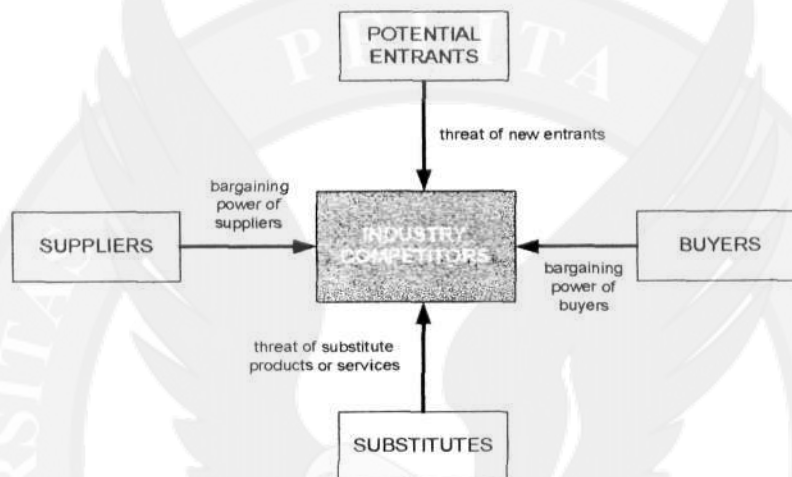 POTENTIAL
ENTRANTS
threat of new entrants
bargaining
power of
suppliers
SUPPLIERS
INDUSTRY
COMPETITORS
BUYERS
bargaining
power of
buyers
threat of substitute
products or services
SUBSTITUTES
PELITA